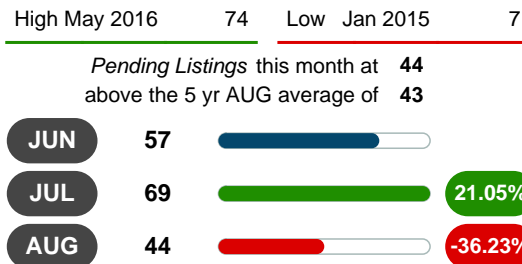 High May 2016 74 Low Jan 2015 7
Pending Listings this month at 44
above the 5 yr AUG average of 43
JUN 57
JUL 69 21.05%
AUG 44 -36.23%